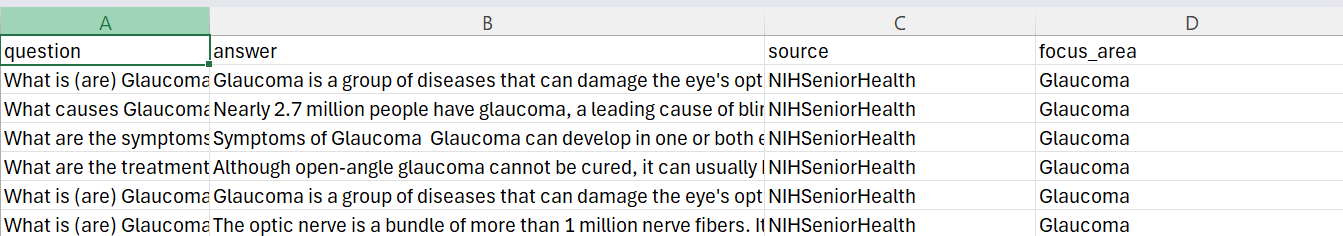 A B C D
question answer source focus_area
What is (are) Glaucoma Glaucoma is a group of diseases that can damage the eye's opt NIHSeniorHealth Glaucoma
What causes Glaucoma Nearly 2.7 million people have glaucoma, a leading cause of NIHSeniorHealth Glaucoma
What are the symptoms Symptoms of Glaucoma Glaucoma can develop in one or both NIHSeniorHealth Glaucoma
What are the treatment Although open-angle glaucoma cannot be cured, it can usually NIHSeniorHealth Glaucoma
What is (are) Glaucoma Glaucoma is a group of diseases that can damage the eye's opt NIHSeniorHealth Glaucoma
What is (are) Glaucoma The optic nerve is a bundle of more than 1 million nerve fibers. NIHSeniorHealth Glaucoma